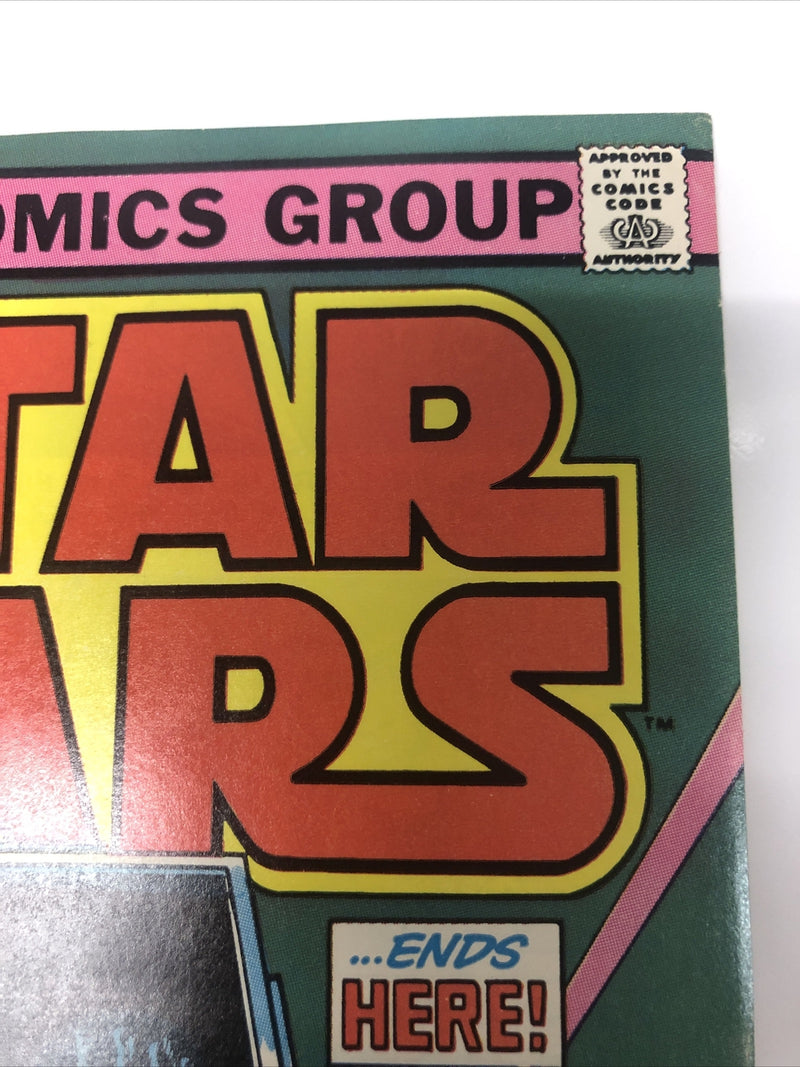 OMICS GROUP
APPROVED
BY THE
COMICS
CODE
A
AUTHORITY
TAR
ARS
TM
...ENDS
HERE!